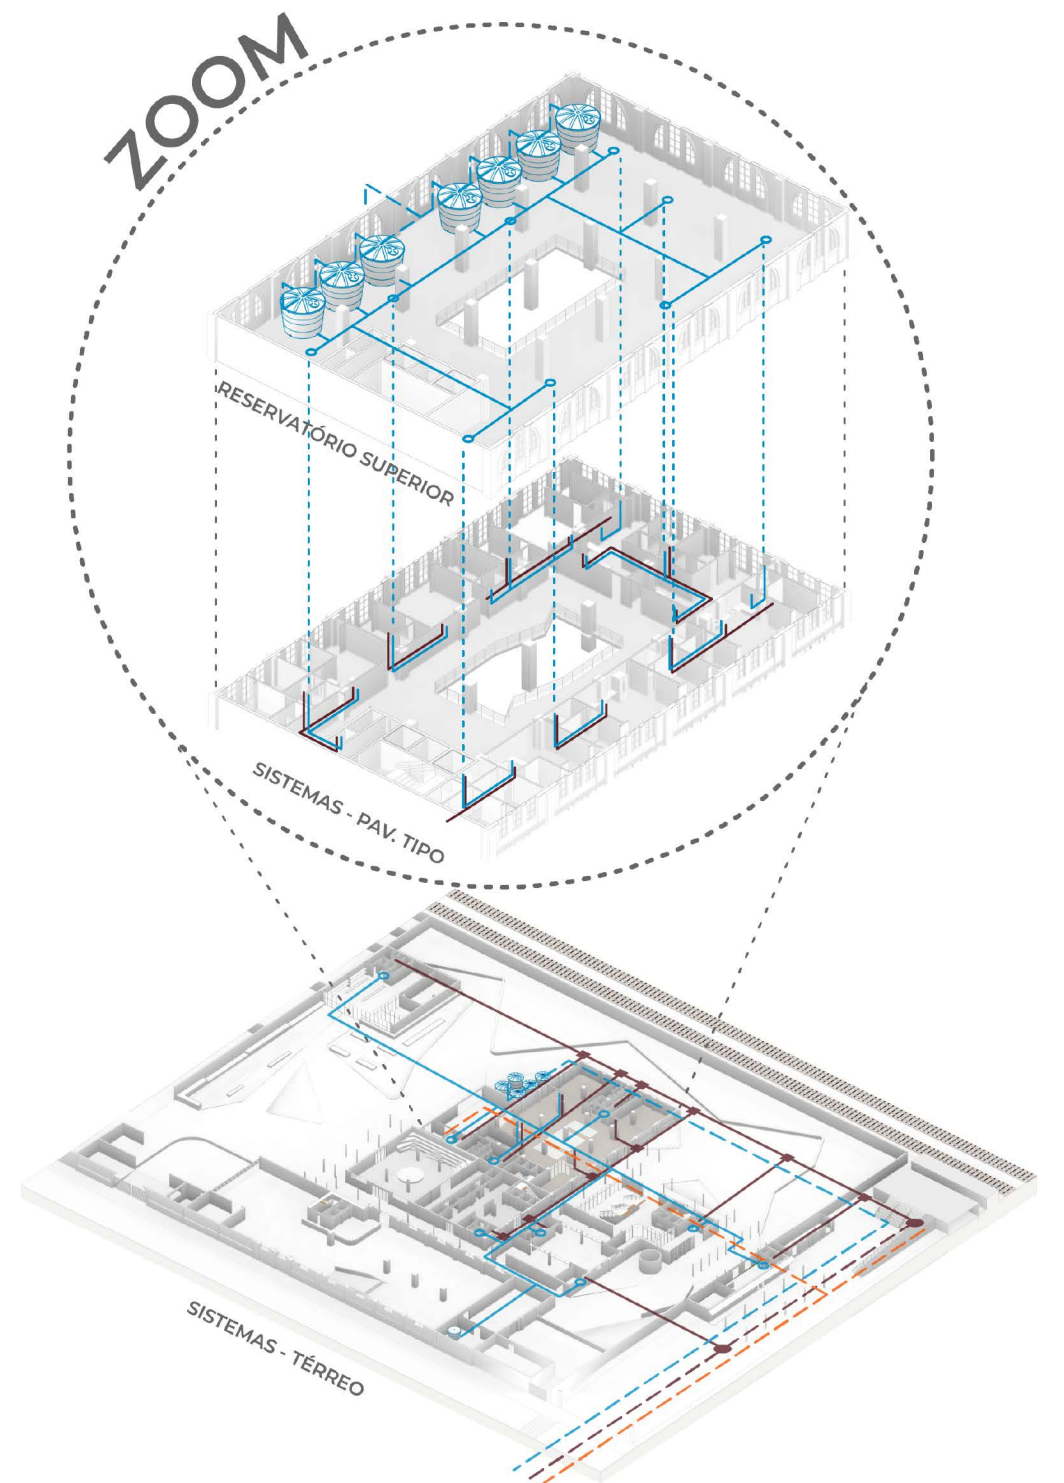 ZOOM
RESERVATÓRIO SUPERIOR
SISTEMAS - PAV. TIPO
SISTEMAS - TÉRREO